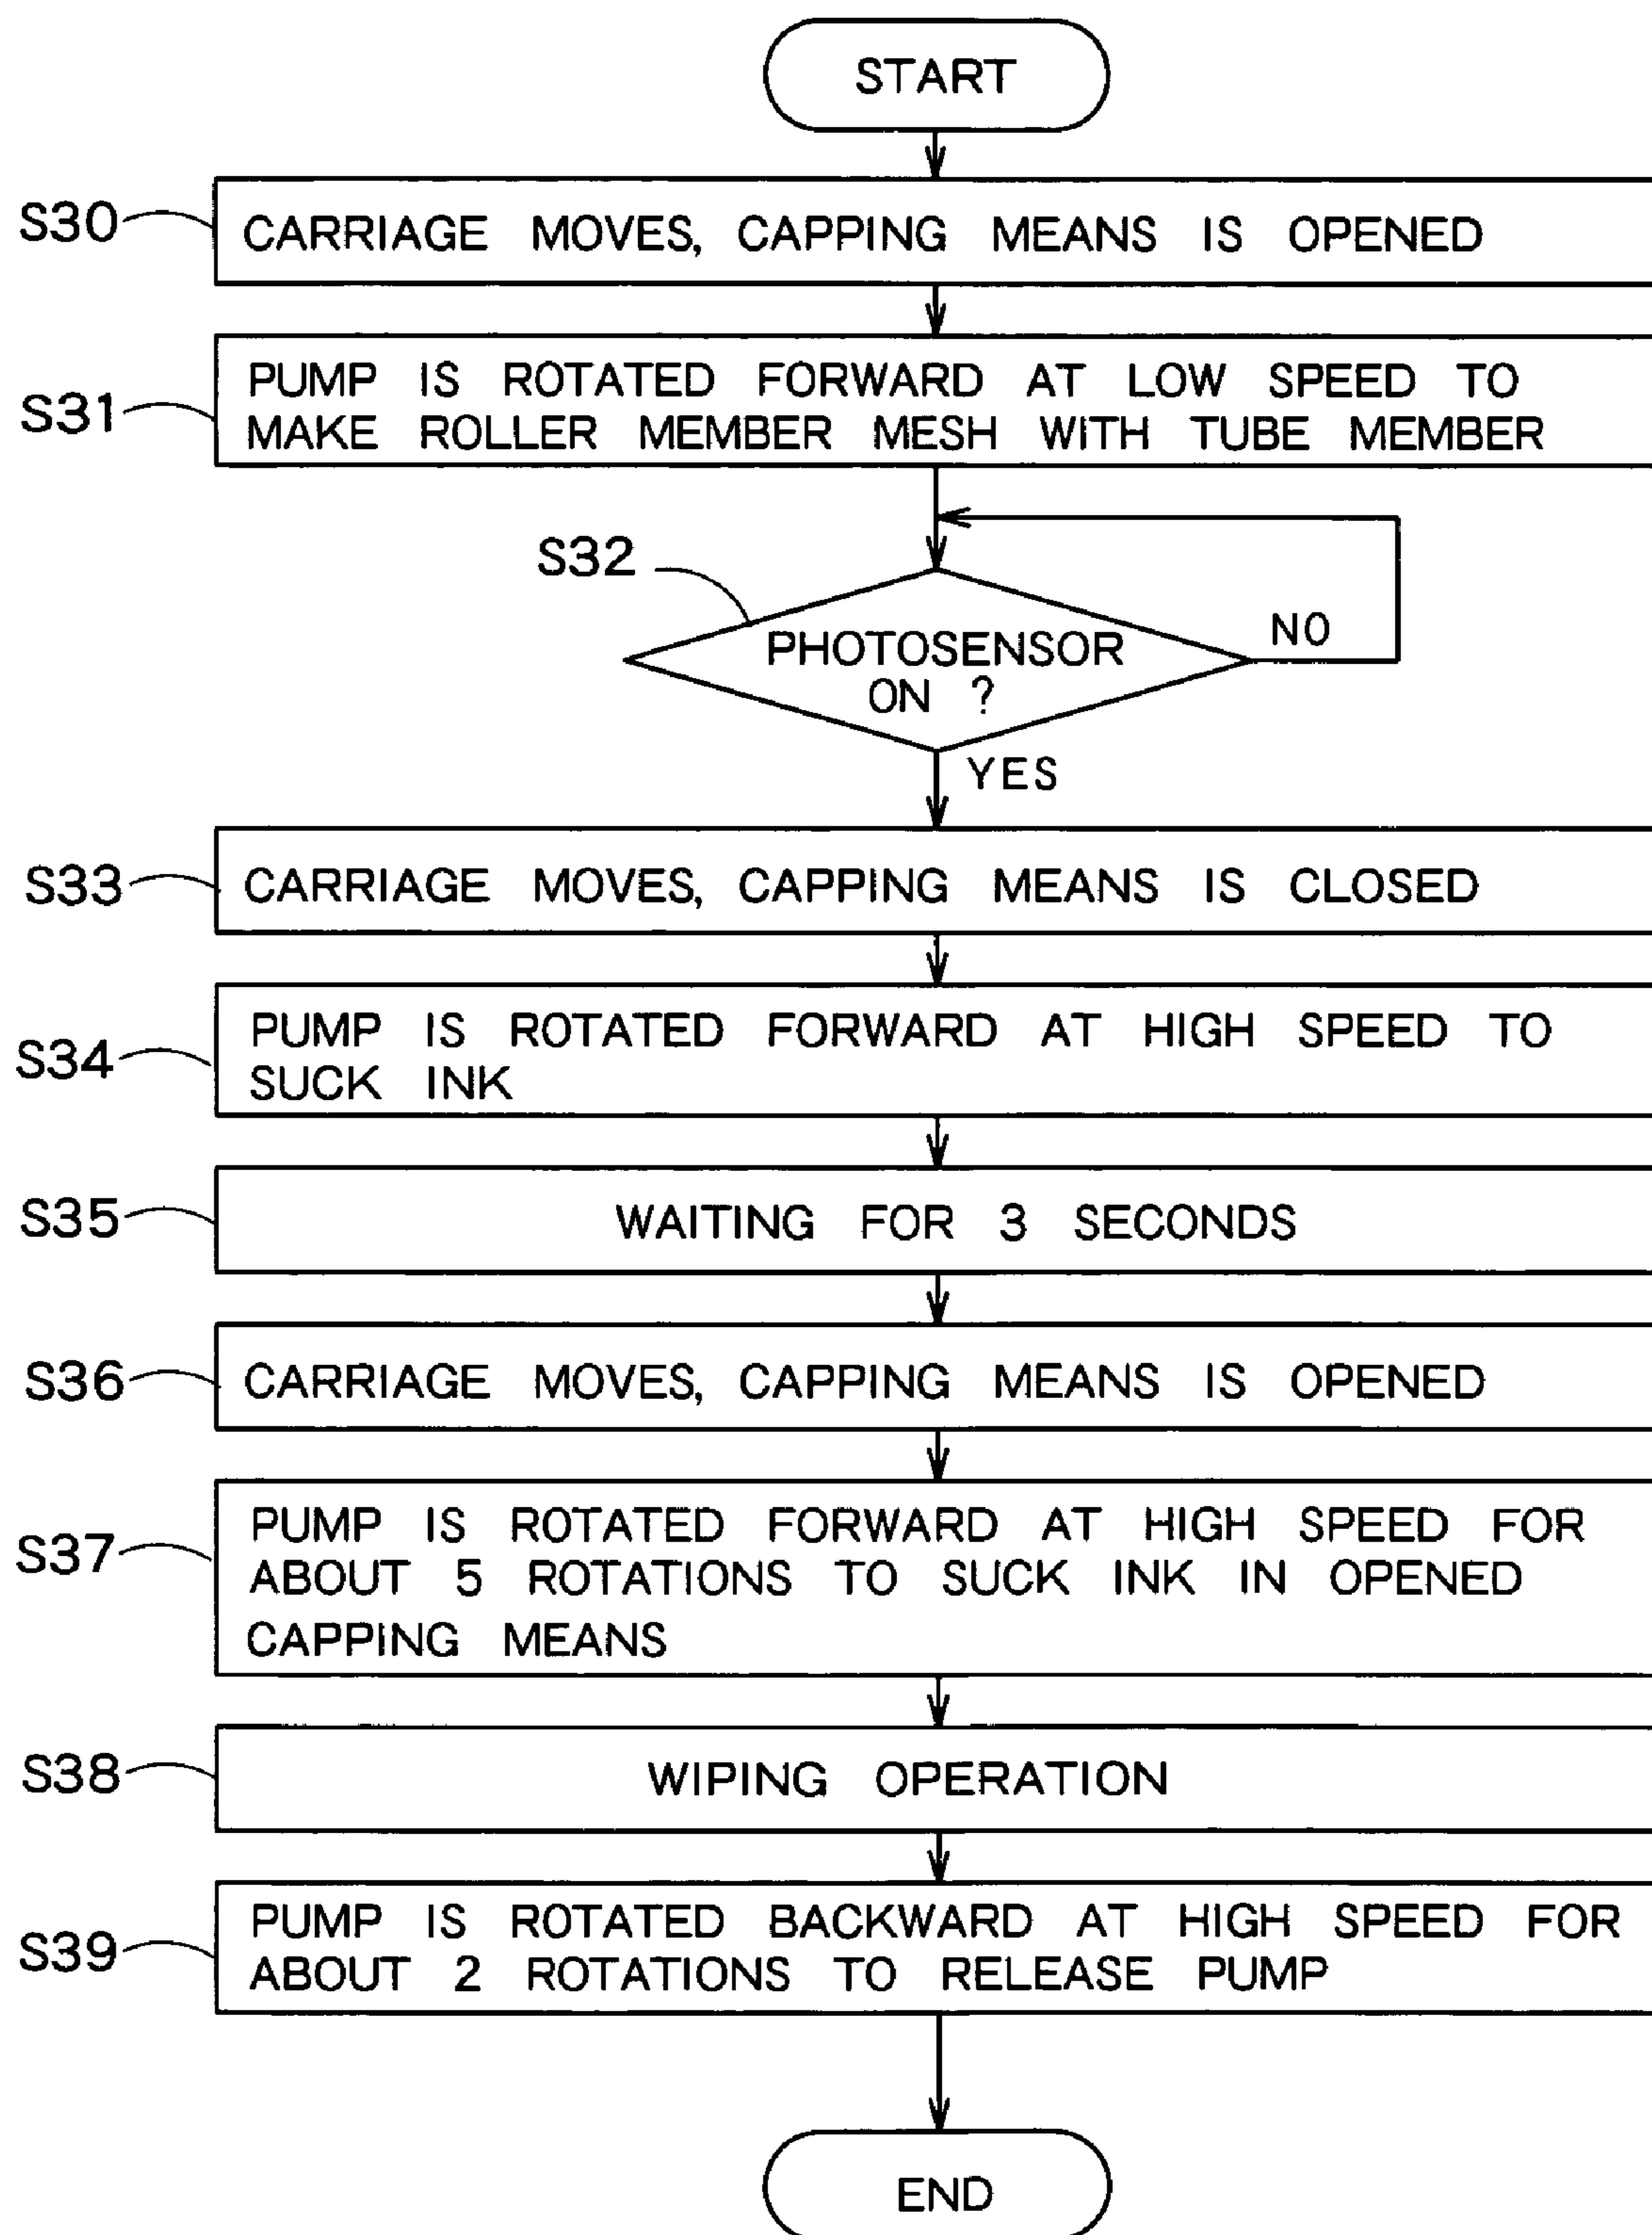 START
S30
CARRIAGE MOVES, CAPPING MEANS IS OPENED
S31
PUMP IS ROTATED FORWARD AT LOW SPEED TO
MAKE ROLLER MEMBER MESH WITH TUBE MEMBER
S32
PHOTOSENSOR
ON ?
NO
YES
S33
CARRIAGE MOVES, CAPPING MEANS IS CLOSED
S34
PUMP IS ROTATED FORWARD AT HIGH SPEED TO
SUCK INK
S35
WAITING FOR 3 SECONDS
S36
CARRIAGE MOVES, CAPPING MEANS IS OPENED
S37
PUMP IS ROTATED FORWARD AT HIGH SPEED FOR
ABOUT 5 ROTATIONS TO SUCK INK IN OPENED
CAPPING MEANS
S38
WIPING OPERATION
S39
PUMP IS ROTATED BACKWARD AT HIGH SPEED FOR
ABOUT 2 ROTATIONS TO RELEASE PUMP
END